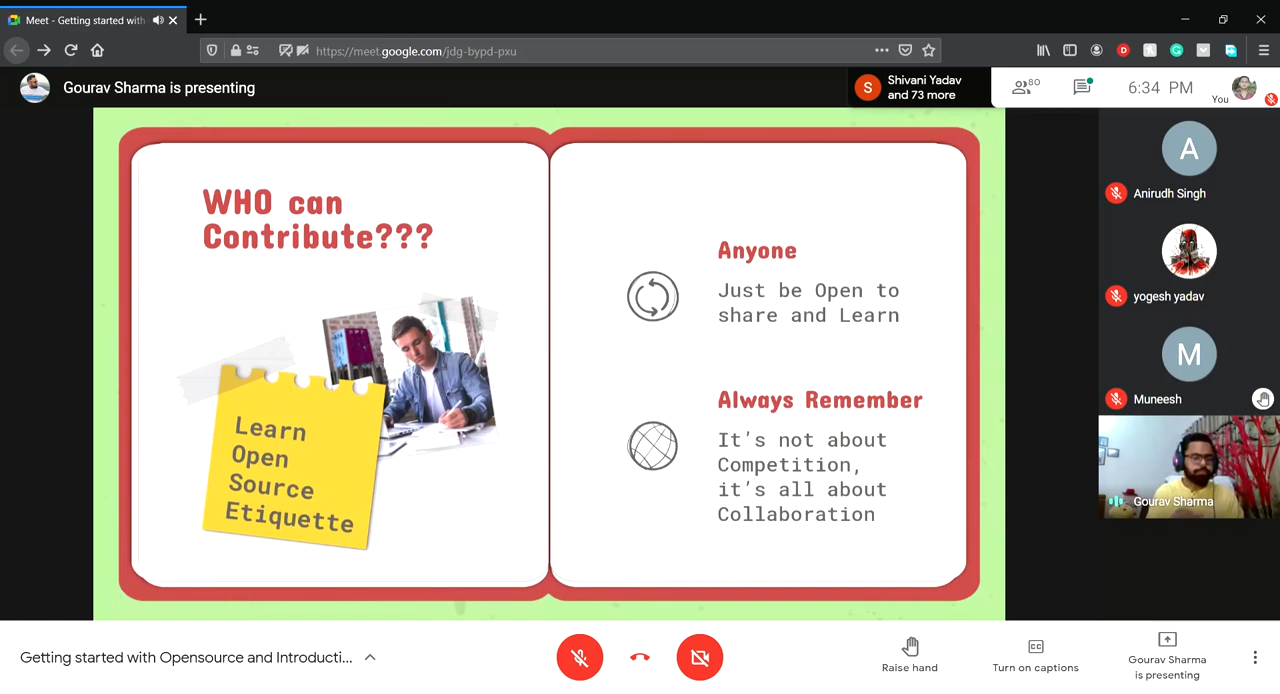 Meet - Getting started with
https://meet.google.com/jdg-bypd-pxu
Gourav Sharma is presenting
S
Shivani Yadav
and 73 more
80
6:34 PM
You
WHO can
Contribute???
Learn
Open
Source
Etiquette
Anyone
Just be Open to
share and Learn
Always Remember
It's not about
Competition,
it's all about
Collaboration
A
Anirudh Singh
yogesh yadav
M
Muneesh
Gourav Sharma
Getting started with Opensource and Introducti...
Raise hand
CC
Turn on captions
Gourav Sharma
is presenting